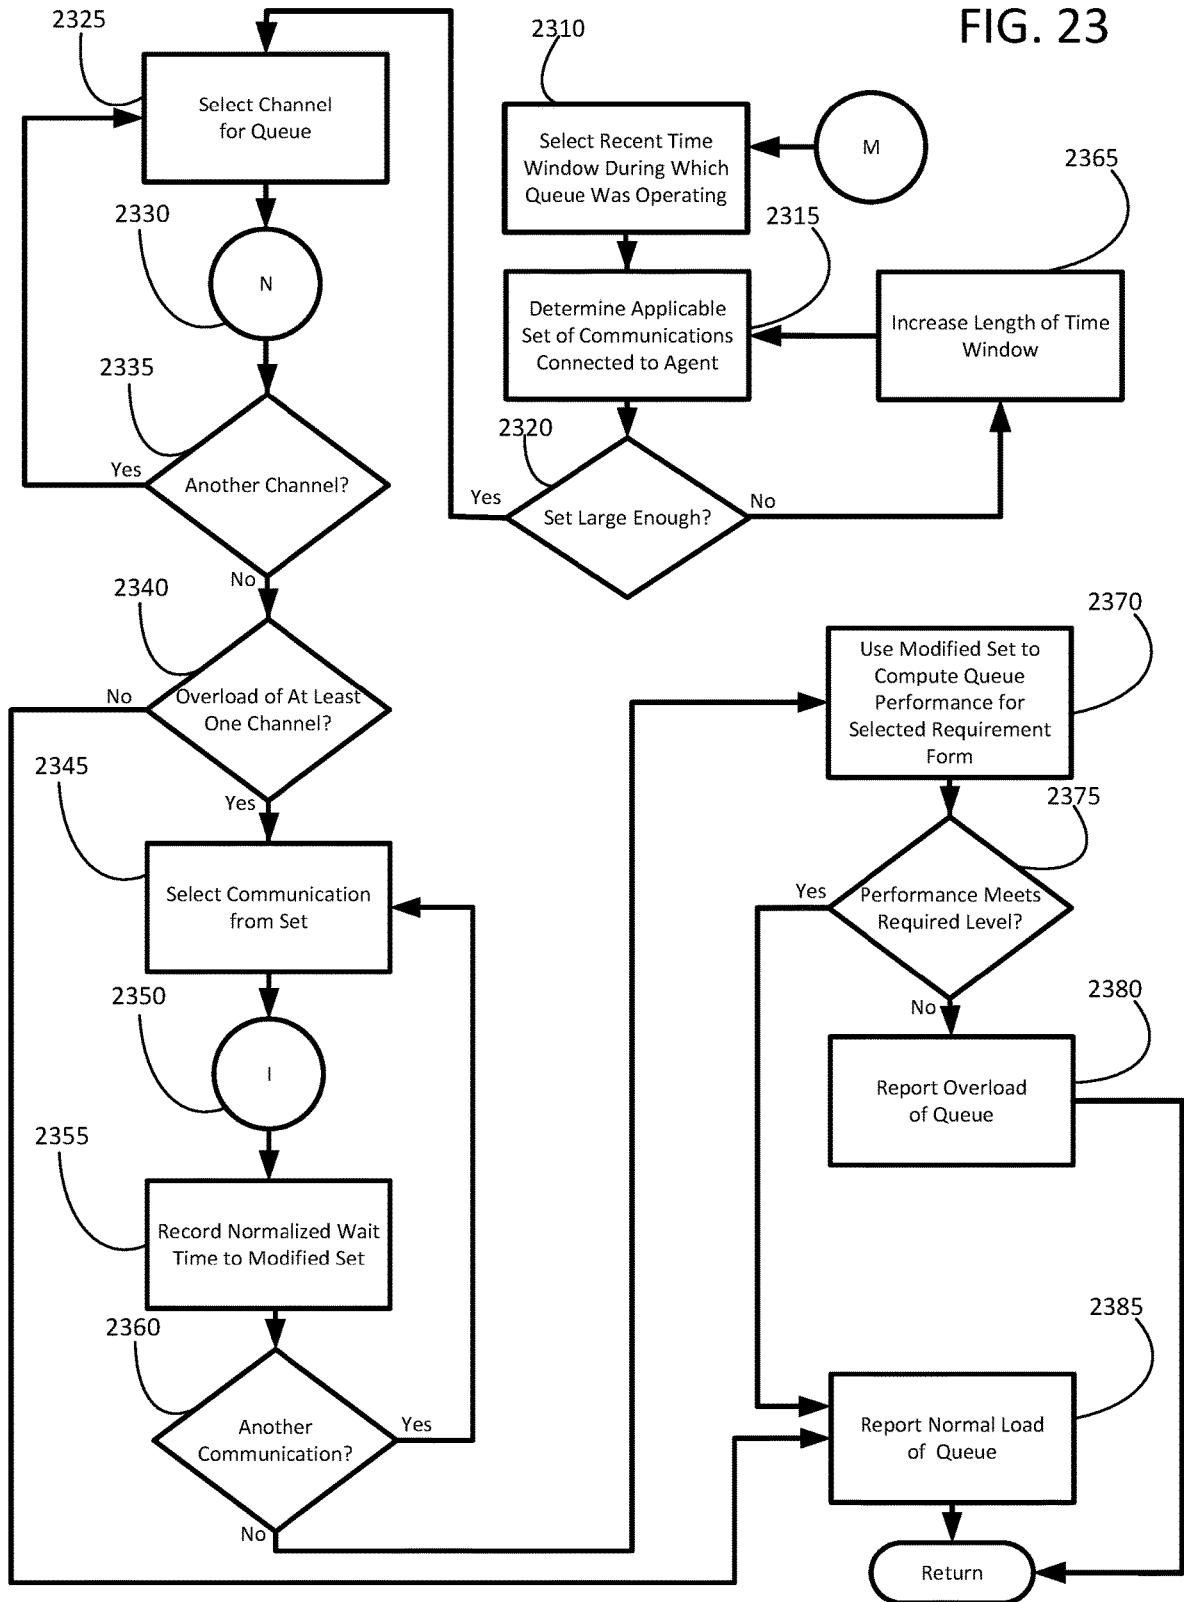 FIG. 23
2325
Select Channel
for Queue
2330
N
2335
Another Channel?
Yes
No
2310
Select Recent Time
Window During Which
Queue Was Operating
M
2315
Determine Applicable
Set of Communications
Connected to Agent
2365
Increase Length of Time
Window
2320
Set Large Enough?
Yes
No
2340
Overload of At Least
One Channel?
No
Yes
2345
Select Communication
from Set
2350
I
2355
Record Normalized Wait
Time to Modified Set
2360
Another
Communication?
Yes
No
2370
Use Modified Set to
Compute Queue
Performance for
Selected Requirement
Form
2375
Performance Meets
Required Level?
Yes
No
2380
Report Overload
of Queue
2385
Report Normal Load
of Queue
Return